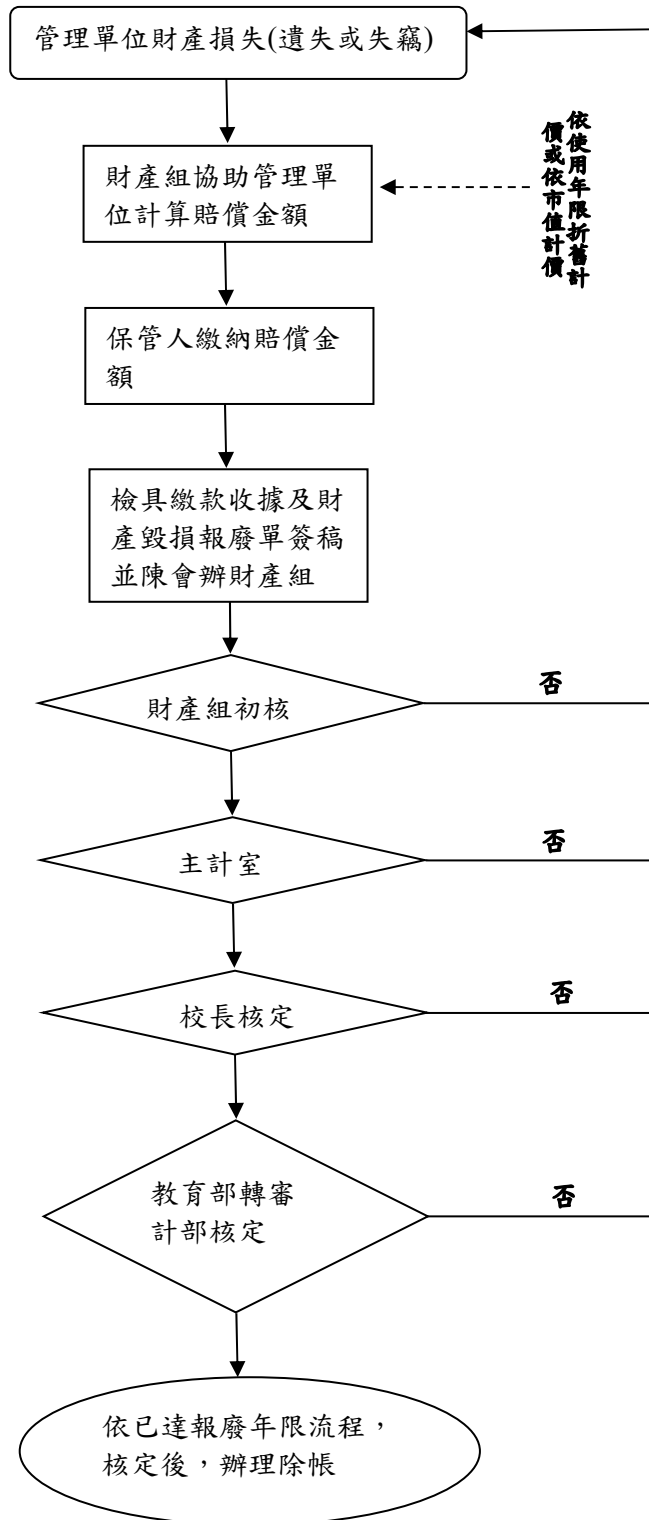 管理單位財產損失(遺失或失竊)
依使用年限折舊計
價或依市值計價
財產組協助管理單
位計算賠償金額
保管人繳納賠償金
額
檢具繳款收據及財
產毀損報廢單簽稿
並陳會辦財產組
否
財產組初核
否
主計室
否
校長核定
否
教育部轉審
計部核定
依已達報廢年限流程，
核定後，辦理除帳